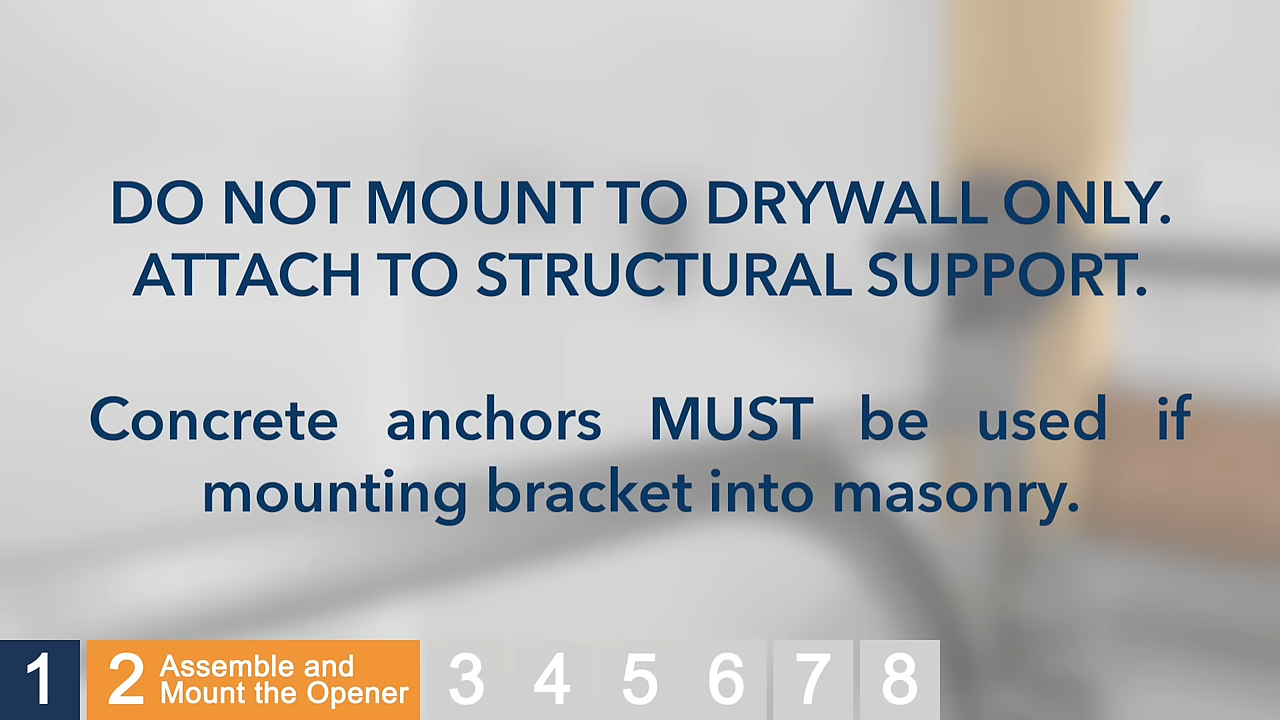 DO NOT MOUNT TO DRYWALL ONLY.
ATTACH TO STRUCTURAL SUPPORT.
Concrete anchors MUST be used if
mounting bracket into masonry.
1 2 Assemble and
Mount the Opener 3 4 5 6 7 8